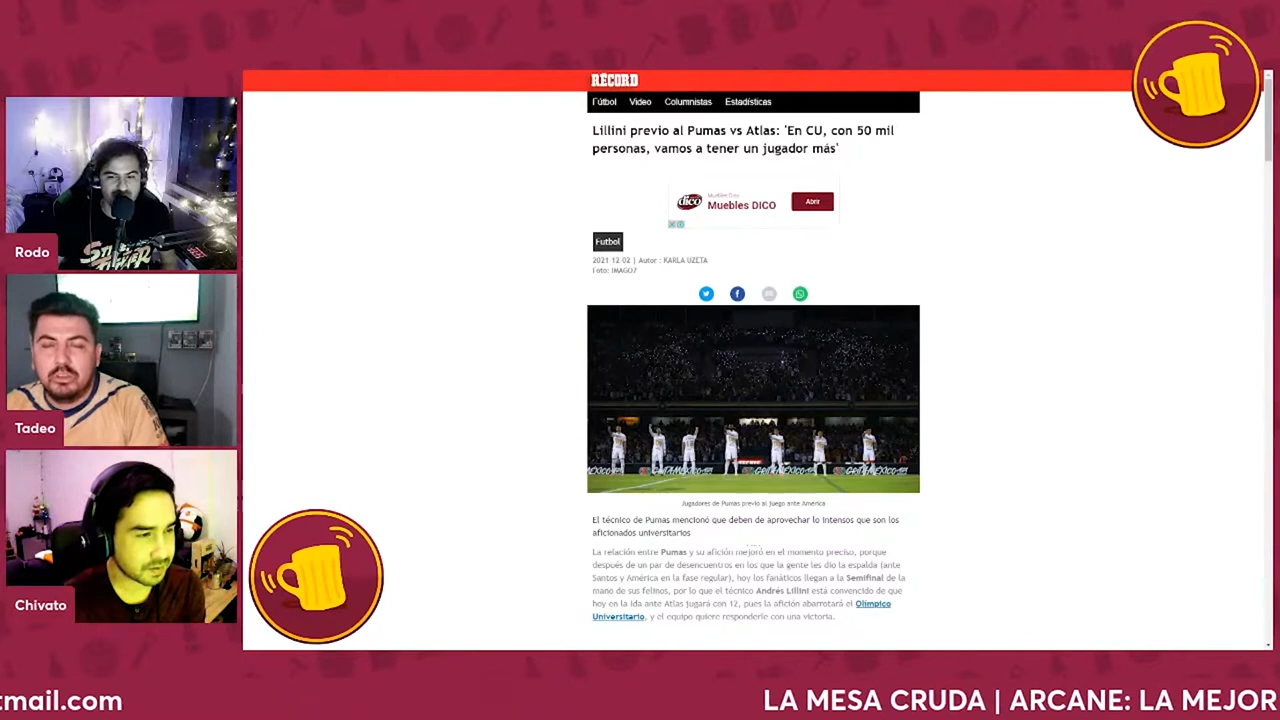 RÉCORD
Fútbol Video Columnistas Estadísticas
Lillini previo al Pumas vs Atlas: 'En CU, con 50 mil
personas, vamos a tener un jugador más'
dico
Muebles Dico
Muebles DICO
Abrir
Futbol
2021-12-02 | Autor : KARLA UZETA
Foto: IMAGO7
Jugadores de Pumas previo al juego ante América
El técnico de Pumas mencionó que deben de aprovechar lo intensos que son los
aficionados universitarios
La relación entre Pumas y su afición mejoró en el momento preciso, porque
después de un par de desencuentros en los que la gente les dio la espalda (ante
Santos y América en la fase regular), hoy los fanáticos llegan a la Semifinal de la
mano de sus felinos, por lo que el técnico Andrés Lillini está convencido de que
hoy en la ida ante Atlas jugará con 12, pues la afición abarrotará el Olímpico
Universitario, y el equipo quiere responderle con una victoria.
Rodo
Tadeo
Chivato
tmail.com
LA MESA CRUDA | ARCANE: LA MEJOR